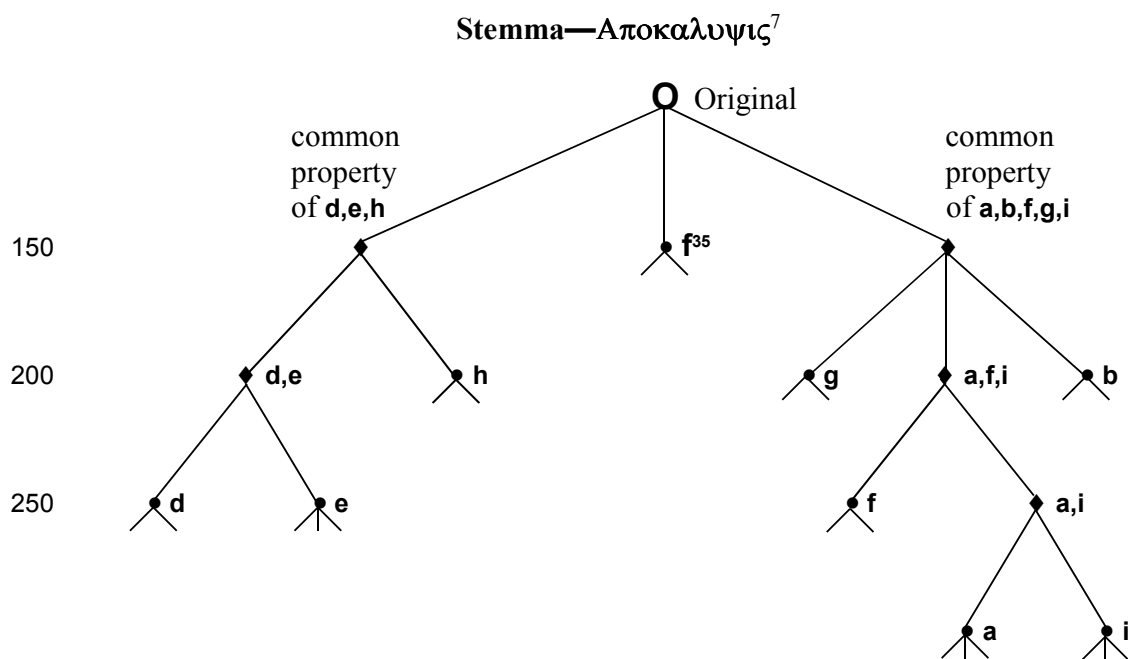 Stemma—Αποκαλυψις⁷
O Original
common
property
of d,e,h
common
property
of a,b,f,g,i
150
f³⁵
200
d,e
h
g
a,f,i
b
250
d
e
f
a,i
a
i